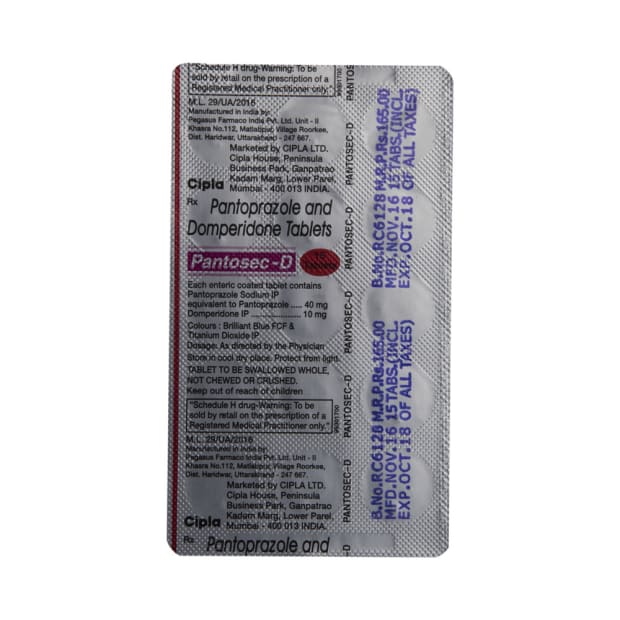 "Schedule H drug-Warning: To be
sold by retail on the prescription of a
Registered Medical Practitioner only."
M.L. 29/UA/2016
Manufactured in India by:
Pegasus Farmaco India Pvt. Ltd. Unit - II
Khasra No.112, Matlabpur, Village Roorkee,
Dist. Haridwar, Uttarakhand - 247 667.
Marketed by CIPLA LTD.
Cipla House, Peninsula
Business Park, Ganpatrao
Kadam Marg, Lower Parel,
Mumbai - 400 013 INDIA.
Cipla
Rx
Pantoprazole and
Domperidone Tablets
Pantosec-D
15
Tablets
Each enteric coated tablet contains
Pantoprazole Sodium IP
equivalent to Pantoprazole ..... 40 mg
Domperidone IP ..................... 10 mg
Colours : Brilliant Blue FCF &
Titanium Dioxide IP
Dosage: As directed by the Physician
Store in cool dry place. Protect from light.
TABLET TO BE SWALLOWED WHOLE,
NOT CHEWED OR CRUSHED.
Keep out of reach of children
"Schedule H drug-Warning: To be
sold by retail on the prescription of a
Registered Medical Practitioner only."
M.L. 29/UA/2016
Manufactured in India by:
Pegasus Farmaco India Pvt. Ltd. Unit - II
Khasra No.112, Matlabpur, Village Roorkee,
Dist. Haridwar, Uttarakhand - 247 667.
Marketed by CIPLA LTD.
Cipla House, Peninsula
Business Park, Ganpatrao
Kadam Marg, Lower Parel,
Mumbai - 400 013 INDIA.
Cipla
Rx
Pantoprazole and
PANTOSEC-D
PANTOSEC-D
PANTOSEC-D
PANTOSEC-D
PANTOSEC-D
PANTOSEC-D
-D
B.No.RC6128 M.R.P.Rs.165.00
MFD.NOV.16 15TABS.(INCL.
EXP.OCT.18 OF ALL TAXES)
B.No.RC6128 M.R.P.Rs.165.00
MFD.NOV.16 15TABS.(INCL.
EXP.OCT.18 OF ALL TAXES)